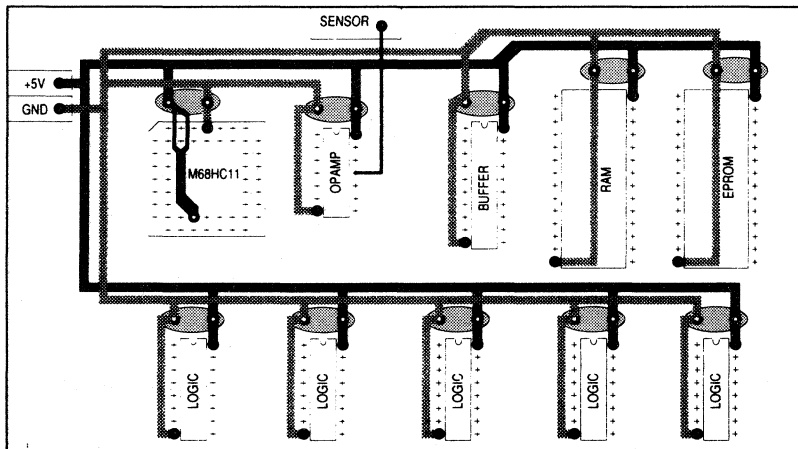 SENSOR
+5V
GND
M68HC11
OPAMP
BUFFER
RAM
EPROM
LOGIC
LOGIC
LOGIC
LOGIC
LOGIC